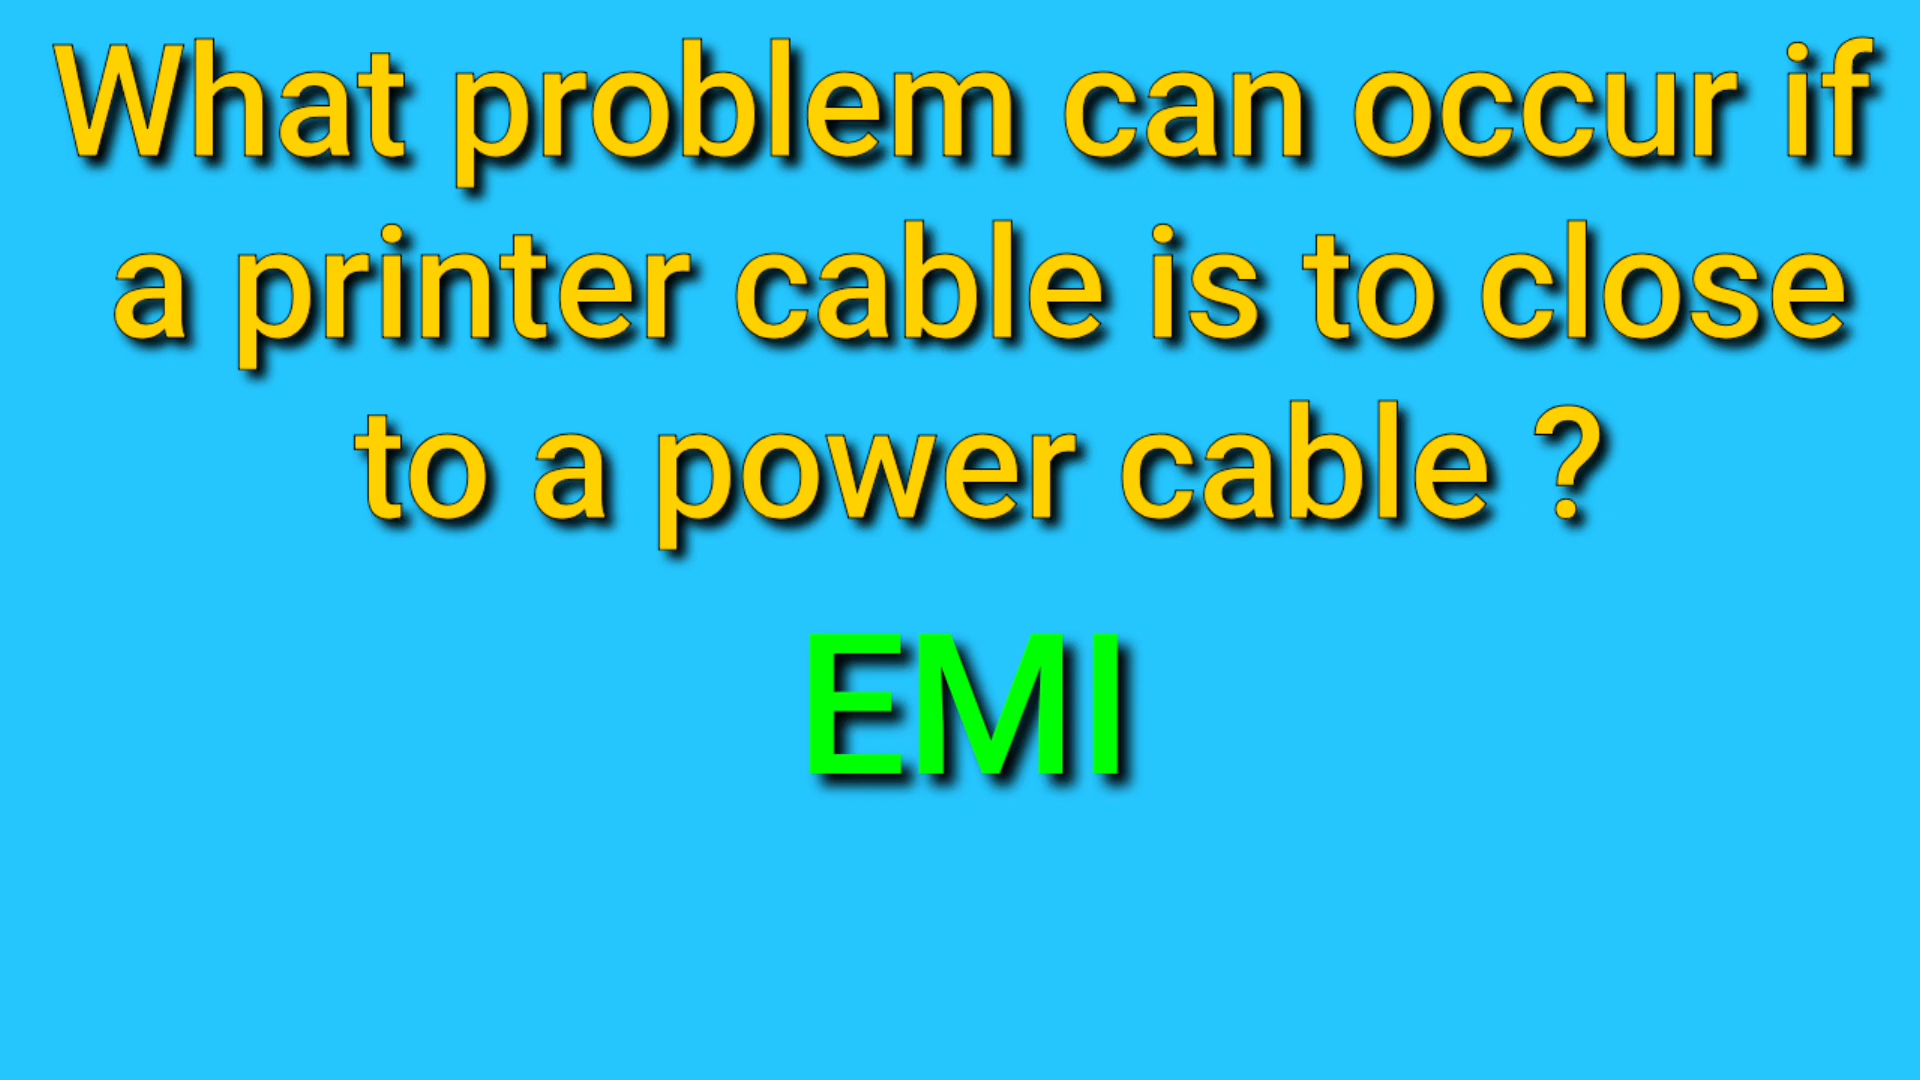 What problem can occur if
a printer cable is to close
to a power cable ?
EMI